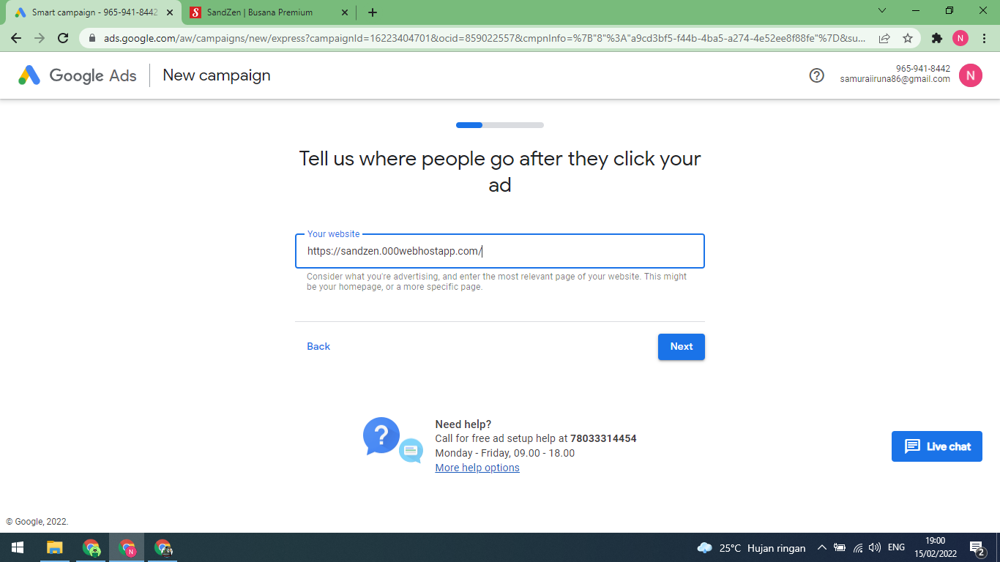 Smart campaign - 965-941-8442
SandZen | Busana Premium
ads.google.com/aw/campaigns/new/express?campaignId=16223404701&ocid=859022557&cmpnInfo=%7B"8"%3A"a9cd3bf5-f44b-4ba5-a274-4e52ee8f88fe"%7D&su...
N
Google Ads
New campaign
965-941-8442
samuraiiruna86@gmail.com
N
Tell us where people go after they click your
ad
Your website
https://sandzen.000webhostapp.com/
Consider what you're advertising, and enter the most relevant page of your website. This might
be your homepage, or a more specific page.
Back
Next
Need help?
Call for free ad setup help at 78033314454
Monday - Friday, 09.00 - 18.00
More help options
Live chat
© Google, 2022.
25°C Hujan ringan
ENG
19:00
15/02/2022
2